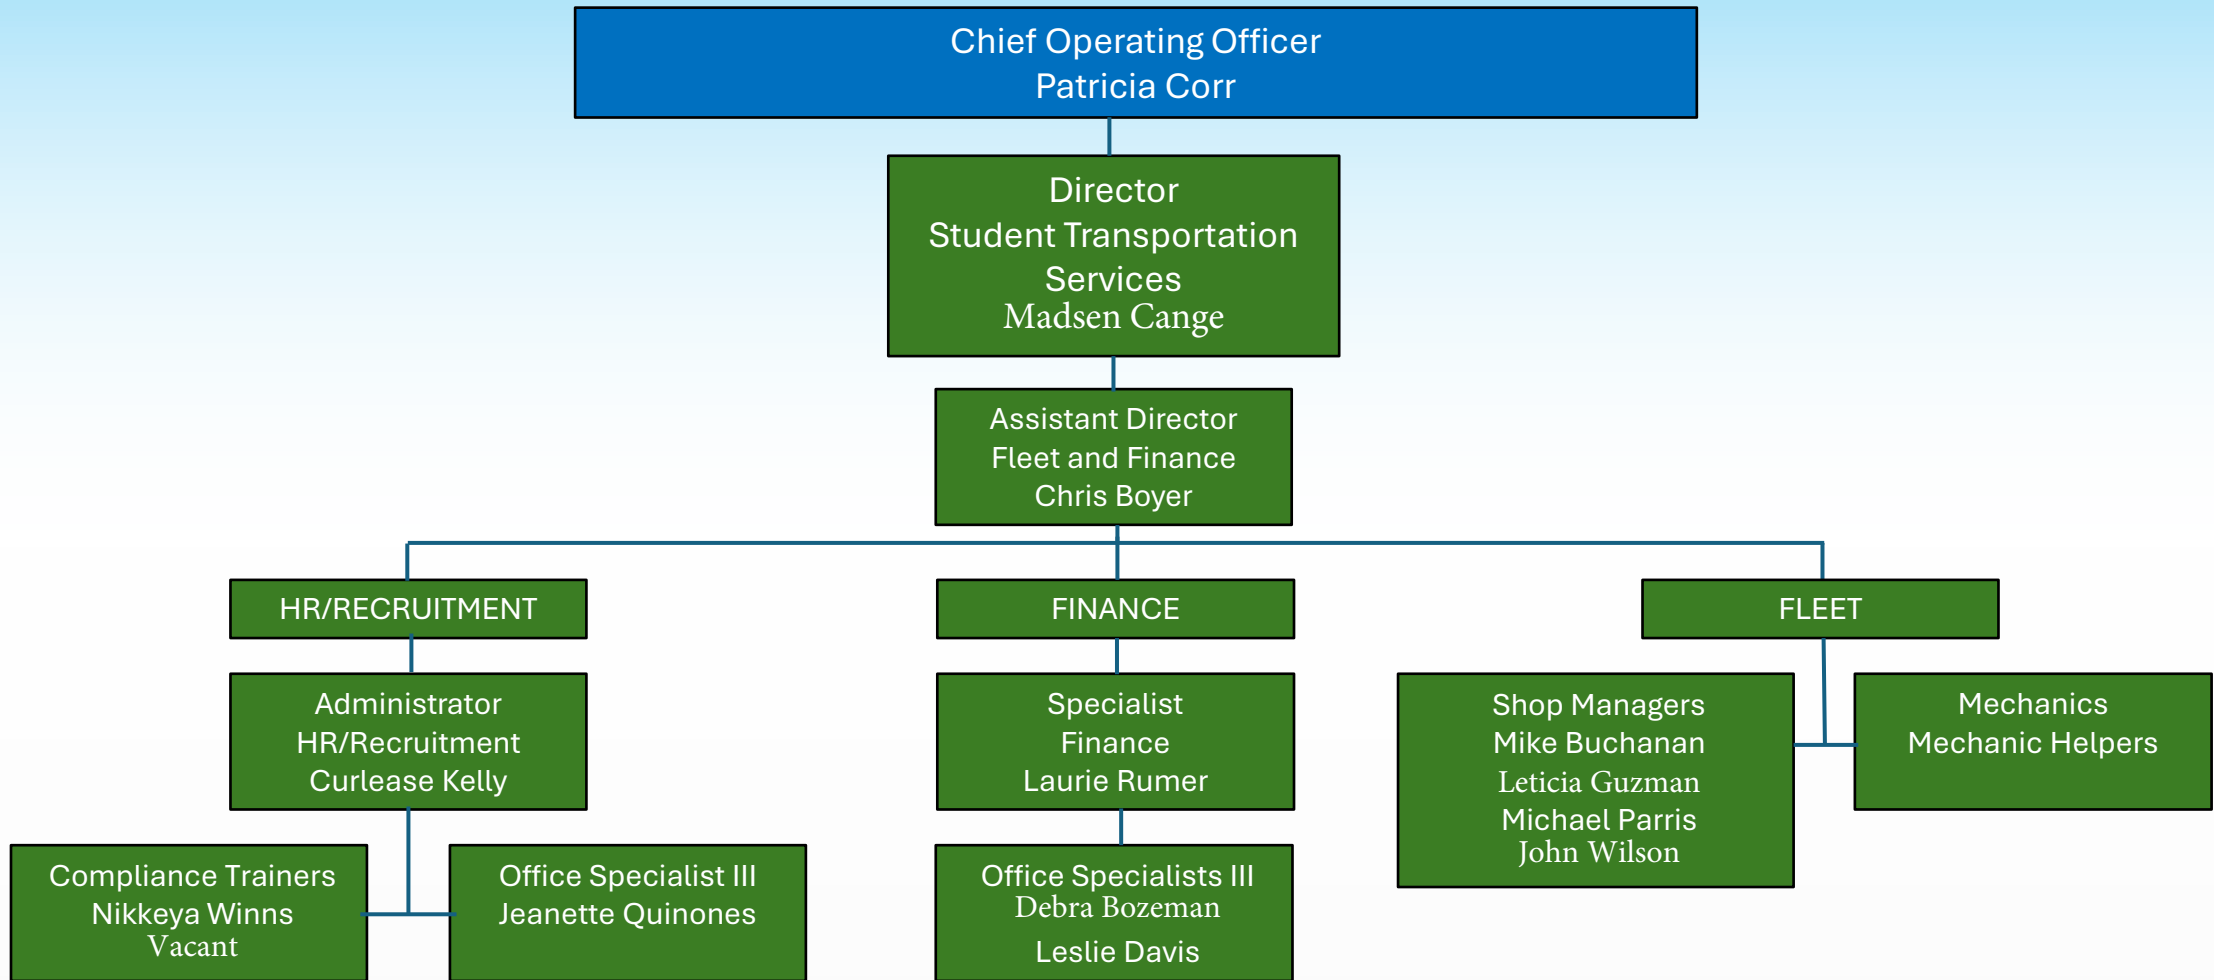 Chief Operating Officer
Patricia Corr
Director
Student Transportation
Services
Madsen Cange
Assistant Director
Fleet and Finance
Chris Boyer
HR/RECRUITMENT
FINANCE
FLEET
Administrator
HR/Recruitment
Curlease Kelly
Specialist
Finance
Laurie Rumer
Shop Managers
Mike Buchanan
Leticia Guzman
Michael Parris
John Wilson
Mechanics
Mechanic Helpers
Compliance Trainers
Nikkeya Winns
Vacant
Office Specialist III
Jeanette Quinones
Office Specialists III
Debra Bozeman
Leslie Davis